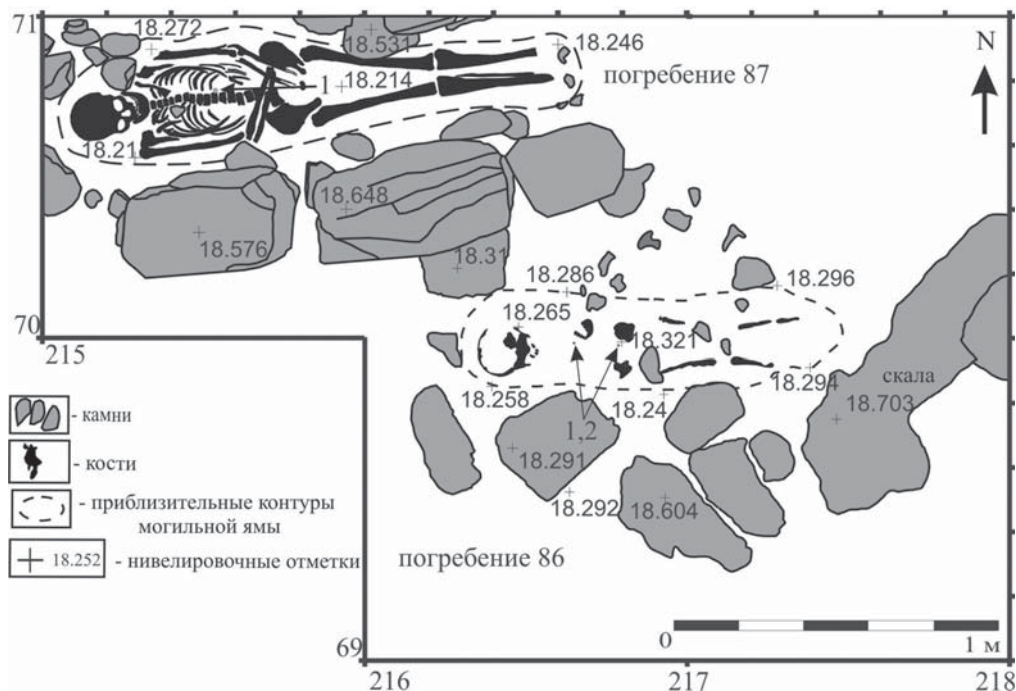 71
18.272
18.531
18.246
N
1
18.214
погребение 87
18.21
18.648
18.576
18.31
18.286
18.296
18.265
70
215
18.321
18.294
скала
18.258
18.24
18.703
1,2
18.291
18.292
18.604
- камни
- кости
- приблизительные контуры
могильной ямы
18.252 - нивелировочные отметки
погребение 86
0
1 м
69
216
217
218